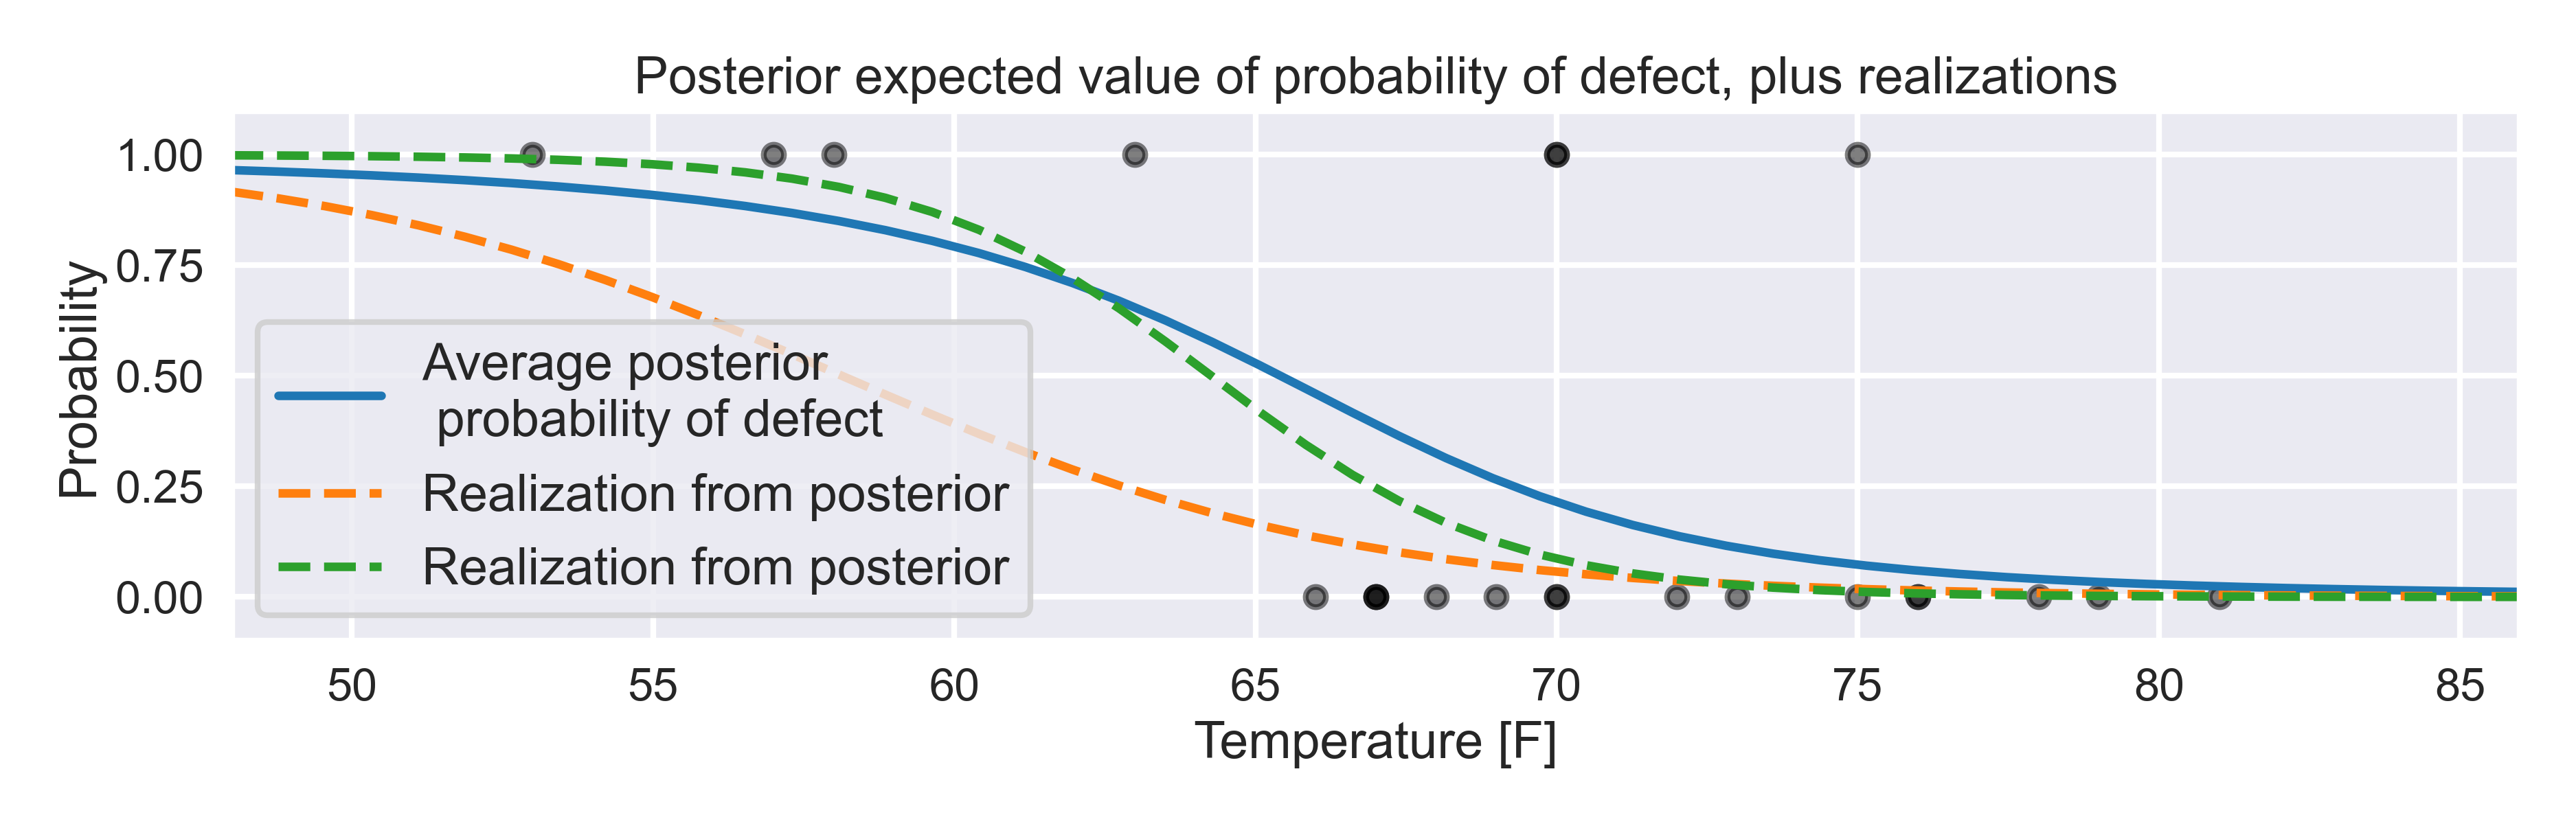 Posterior expected value of probability of defect, plus realizations
Probability
1.00
0.75
0.50
0.25
0.00
Average posterior
probability of defect
Realization from posterior
Realization from posterior
50 55 60 65 70 75 80 85
Temperature [F]